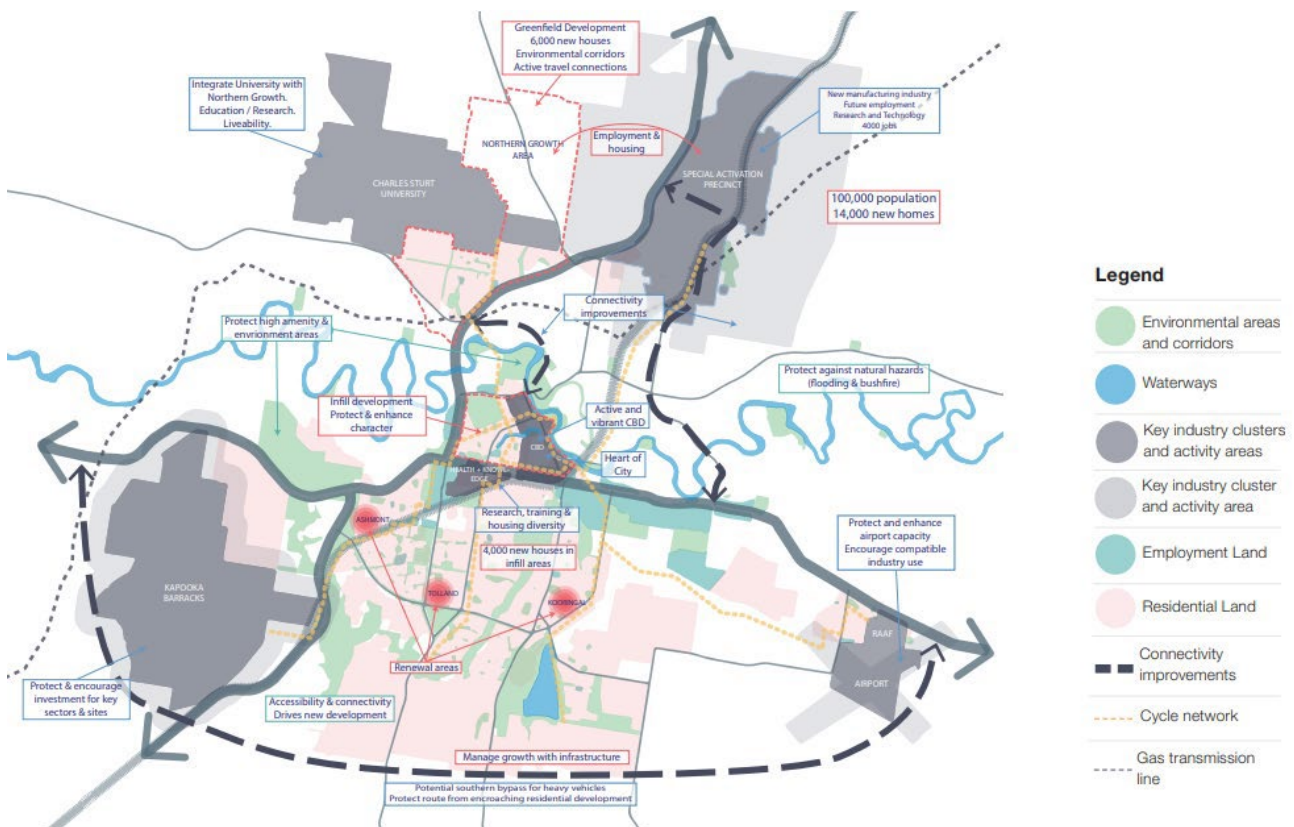 Greenfield Development
6,000 new houses
Environmental corridors
Active travel connections
Integrate University with
Northern Growth.
Education / Research.
Liveability.
New manufacturing industry
Future employment
Research and Technology
4000 jobs
NORTHERN GROWTH
AREA
Employment &
housing
CHARLES STURT
UNIVERSITY
SPECIAL ACTIVATION
PRECINCT
100,000 population
14,000 new homes
Connectivity
improvements
Protect high amenity &
envrionment areas
Protect against natural hazards
(flooding & bushfire)
Infill development
Protect & enhance
character
Active and
vibrant CBD
CBD
Heart of
City
HEALTH + KNOWL
EDGE
Research, training &
housing diversity
ASHMONT
4,000 new houses in
infill areas
Protect and enhance
airport capacity
Encourage compatible
industry use
KAPOOKA
BARRACKS
TOLLAND
KOORINGAL
RAAF
AIRPORT
Renewal areas
Protect & encourage
investment for key
sectors & sites
Accessibility & connectivity
Drives new development
Manage growth with infrastructure
Potential southern bypass for heavy vehicles
Protect route from encroaching residential development
Legend
Environmental areas
and corridors
Waterways
Key industry clusters
and activity areas
Key industry cluster
and activity area
Employment Land
Residential Land
Connectivity
improvements
Cycle network
Gas transmission
line